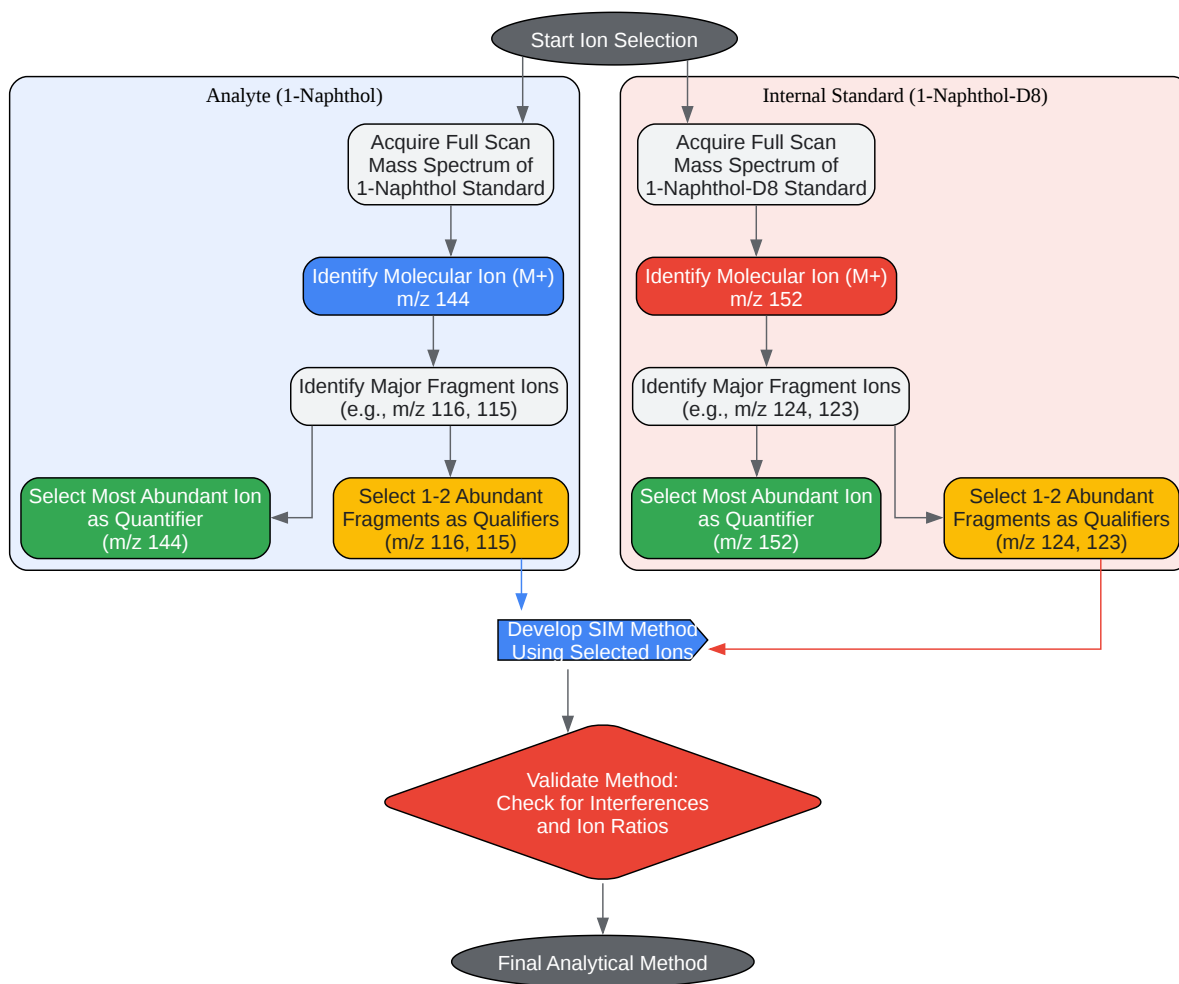 Start Ion Selection
Analyte (1-Naphthol)
Acquire Full Scan
Mass Spectrum of
1-Naphthol Standard
Identify Molecular Ion (M+)
m/z 144
Identify Major Fragment Ions
(e.g., m/z 116, 115)
Select Most Abundant Ion
as Quantifier
(m/z 144)
Select 1-2 Abundant
Fragments as Qualifiers
(m/z 116, 115)
Internal Standard (1-Naphthol-D8)
Acquire Full Scan
Mass Spectrum of
1-Naphthol-D8 Standard
Identify Molecular Ion (M+)
m/z 152
Identify Major Fragment Ions
(e.g., m/z 124, 123)
Select Most Abundant Ion
as Quantifier
(m/z 152)
Select 1-2 Abundant
Fragments as Qualifiers
(m/z 124, 123)
Develop SIM Method
Using Selected Ions
Validate Method:
Check for Interferences
and Ion Ratios
Final Analytical Method